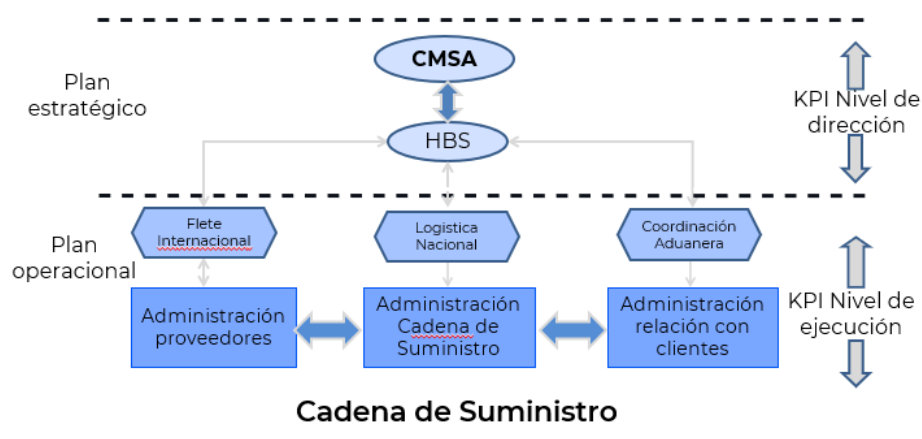 CMSA
Plan
estratégico
KPI Nivel de
dirección
HBS
Flete
Internacional
Logistica
Nacional
Coordinación
Aduanera
Plan
operacional
KPI Nivel de
ejecución
Administración
proveedores
Administración
Cadena de
Suministro
Administración
relación con
clientes
Cadena de Suministro